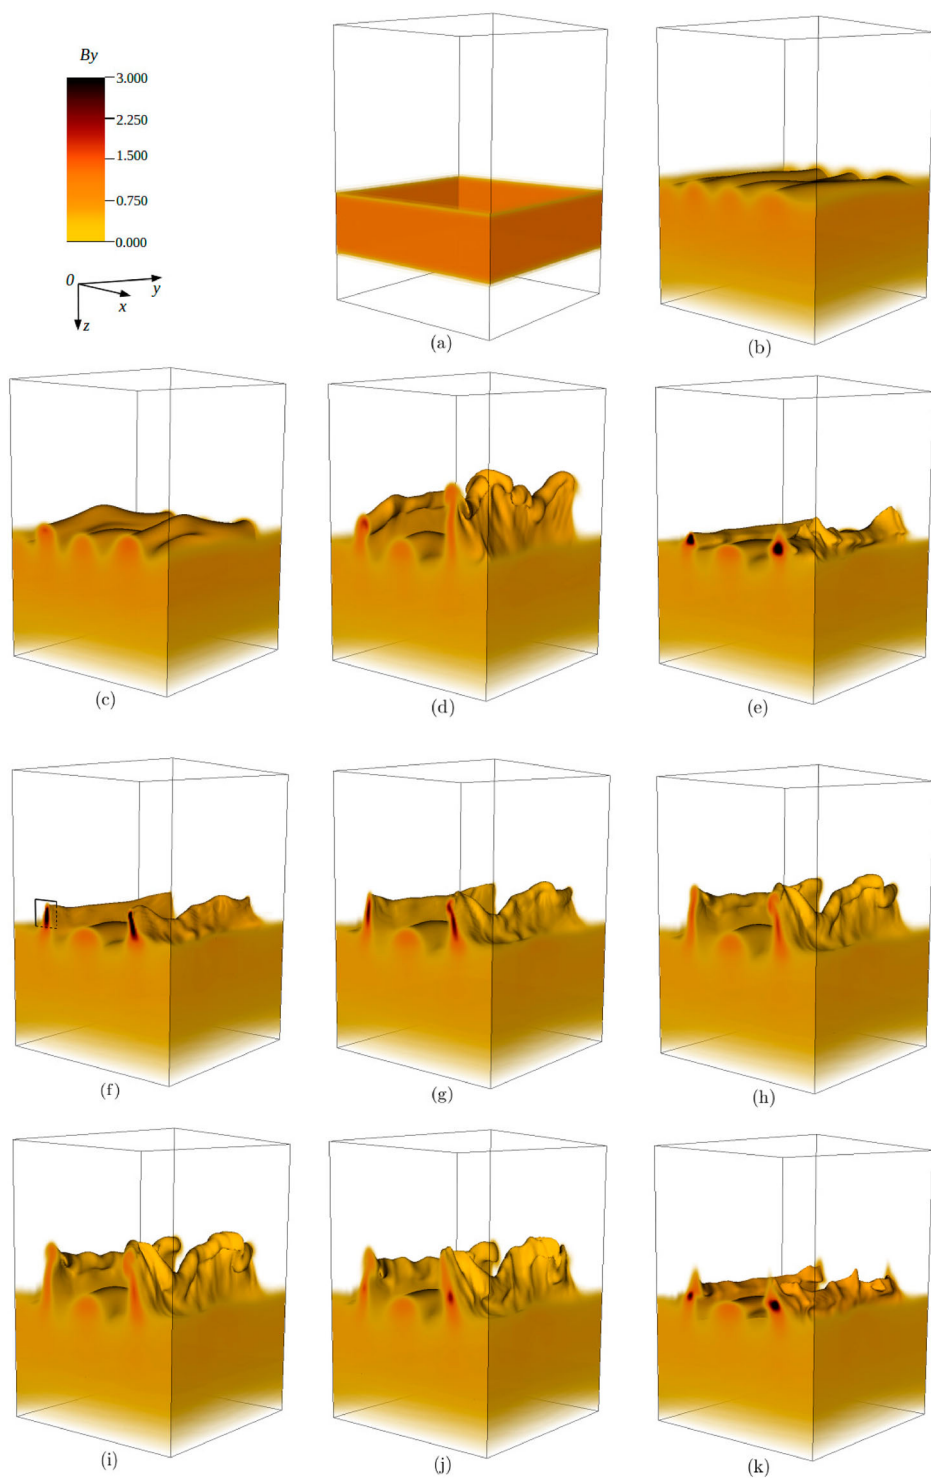 By
3.000
2.250
1.500
0.750
0.000
0
y
x
z
(a)
(b)
(c)
(d)
(e)
(f)
(g)
(h)
(i)
(j)
(k)